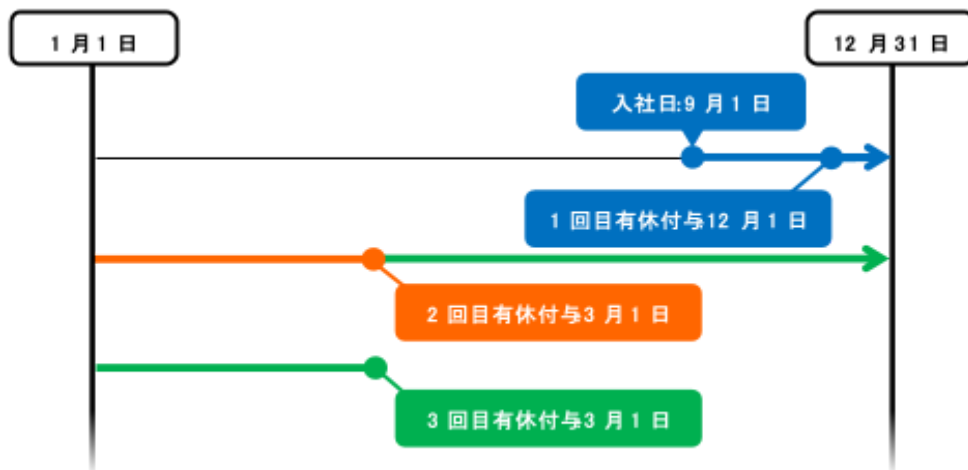 1 月 1 日
12 月 31 日
入社日:9 月 1 日
1 回目有休付与:12 月 1 日
2 回目有休付与:3 月 1 日
3 回目有休付与:3 月 1 日